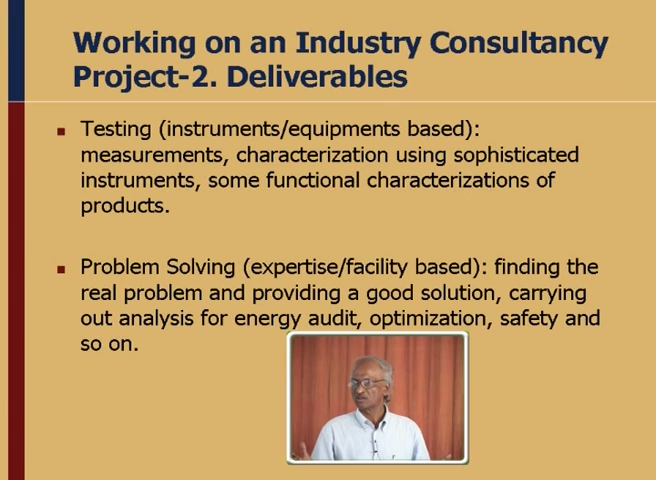 Working on an Industry Consultancy
Project-2. Deliverables
Testing (instruments/equipments based):
measurements, characterization using sophisticated
instruments, some functional characterizations of
products.
Problem Solving (expertise/facility based): finding the
real problem and providing a good solution, carrying
out analysis for energy audit, optimization, safety and
so on.